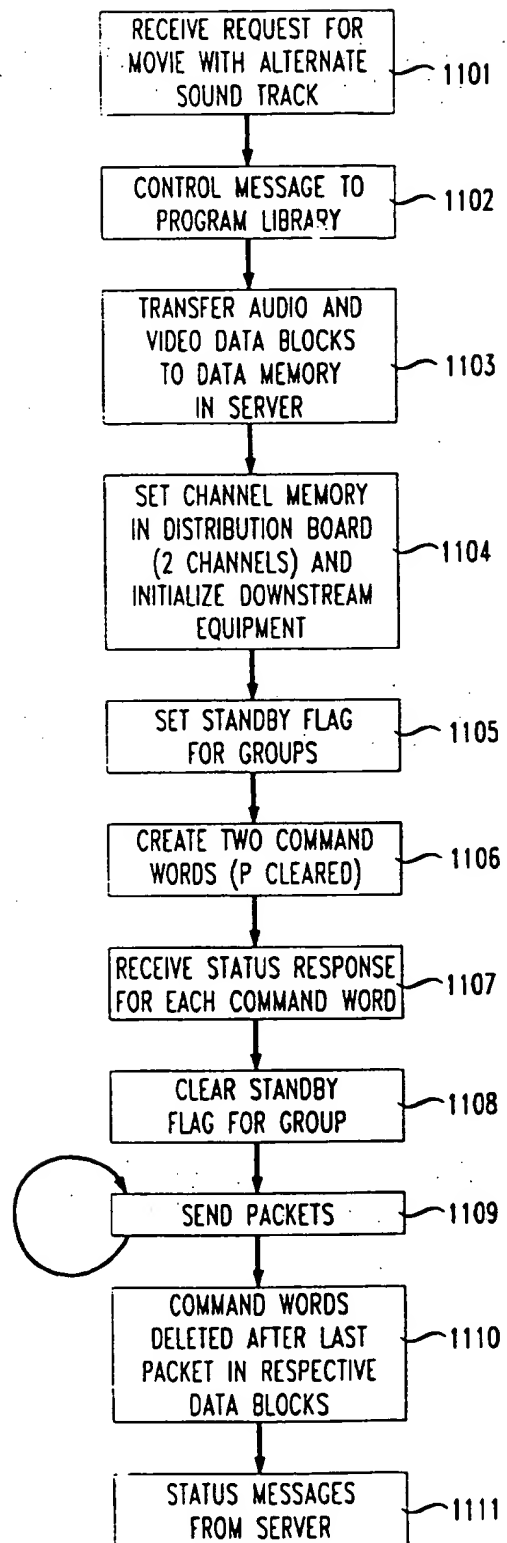 RECEIVE REQUEST FOR
MOVIE WITH ALTERNATE
SOUND TRACK
1101
CONTROL MESSAGE TO
PROGRAM LIBRARY
1102
TRANSFER AUDIO AND
VIDEO DATA BLOCKS
TO DATA MEMORY
IN SERVER
1103
SET CHANNEL MEMORY
IN DISTRIBUTION BOARD
(2 CHANNELS) AND
INITIALIZE DOWNSTREAM
EQUIPMENT
1104
SET STANDBY FLAG
FOR GROUPS
1105
CREATE TWO COMMAND
WORDS (P CLEARED)
1106
RECEIVE STATUS RESPONSE
FOR EACH COMMAND WORD
1107
CLEAR STANDBY
FLAG FOR GROUP
1108
SEND PACKETS
1109
COMMAND WORDS
DELETED AFTER LAST
PACKET IN RESPECTIVE
DATA BLOCKS
1110
STATUS MESSAGES
FROM SERVER
1111